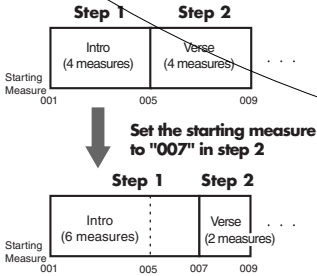 Step 1 Step 2
Intro
(4 measures)
Verse
(4 measures)
. . .
Starting
Measure
001 005 009
Set the starting measure
to "007" in step 2
Step 1 Step 2
Intro
(6 measures)
Verse
(2 measures)
. . .
Starting
Measure
001 005 007 009